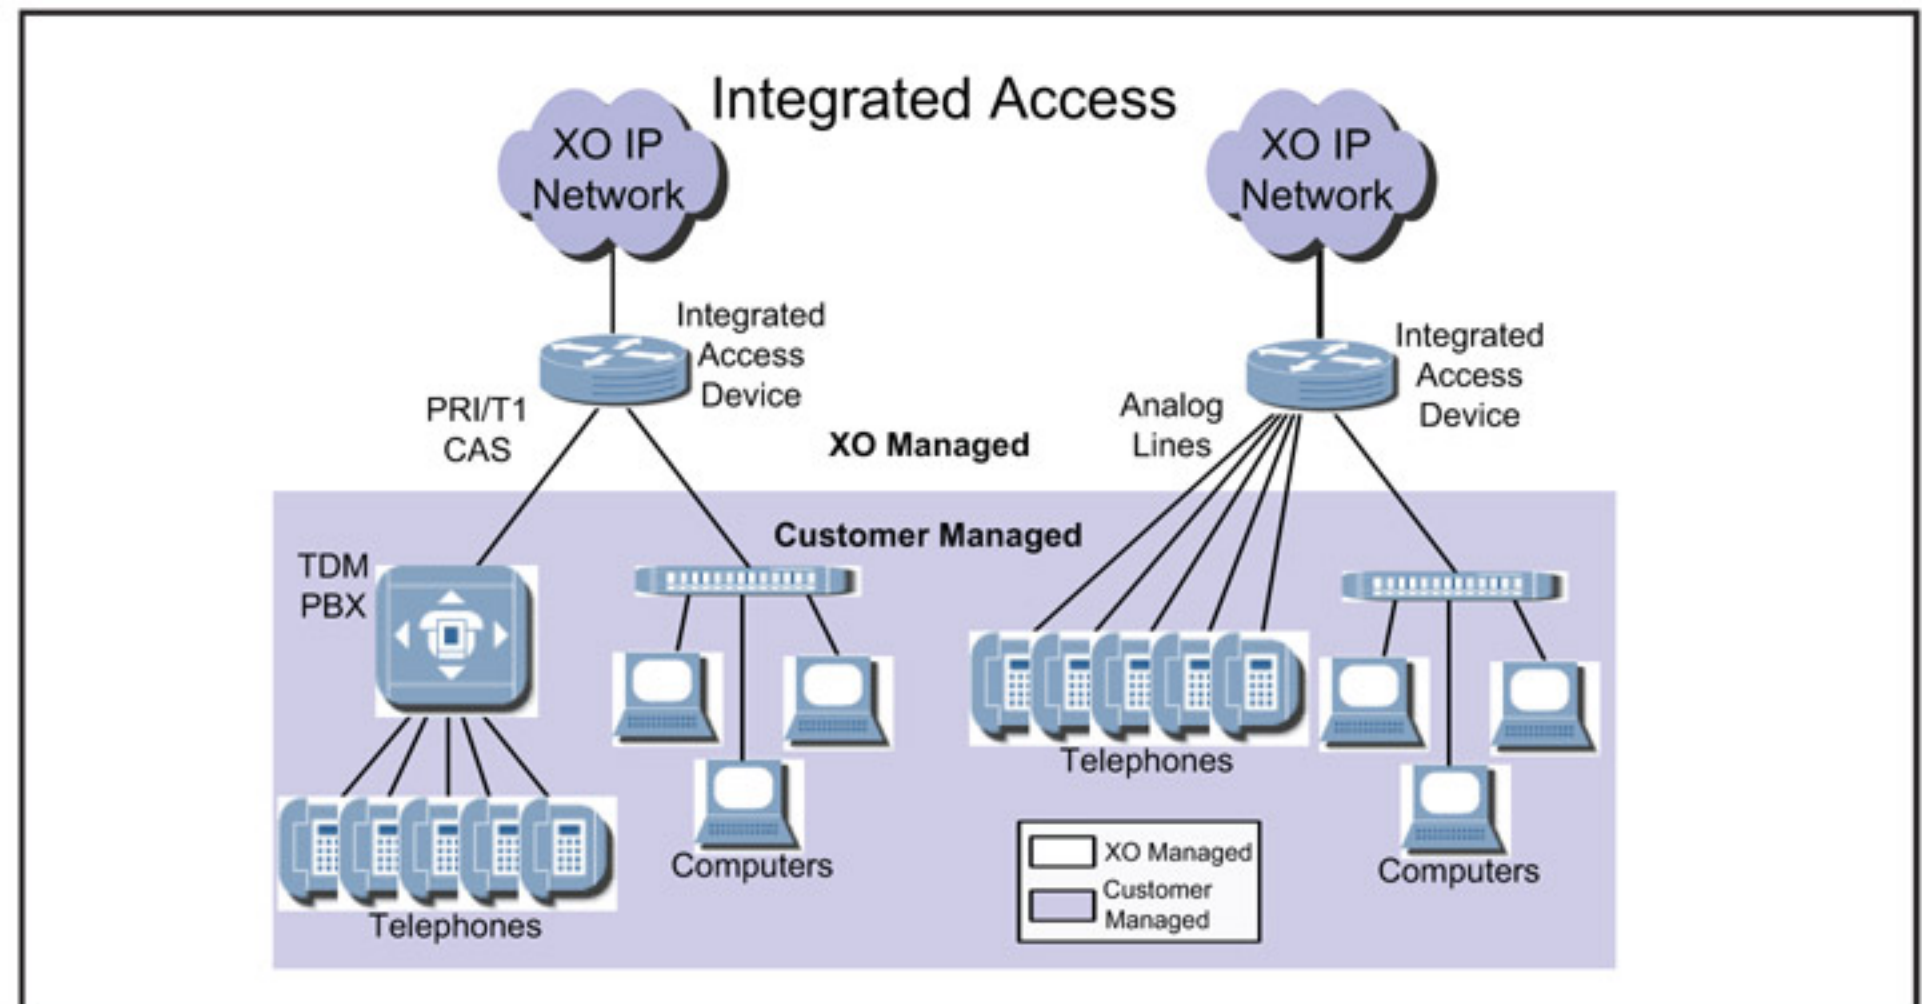 Integrated Access
XO IP
Network
XO IP
Network
Integrated
Access
Device
Integrated
Access
Device
PRI/T1
CAS
XO Managed
Analog
Lines
Customer Managed
TDM
PBX
Telephones
Computers
Telephones
Computers
XO Managed
Customer
Managed